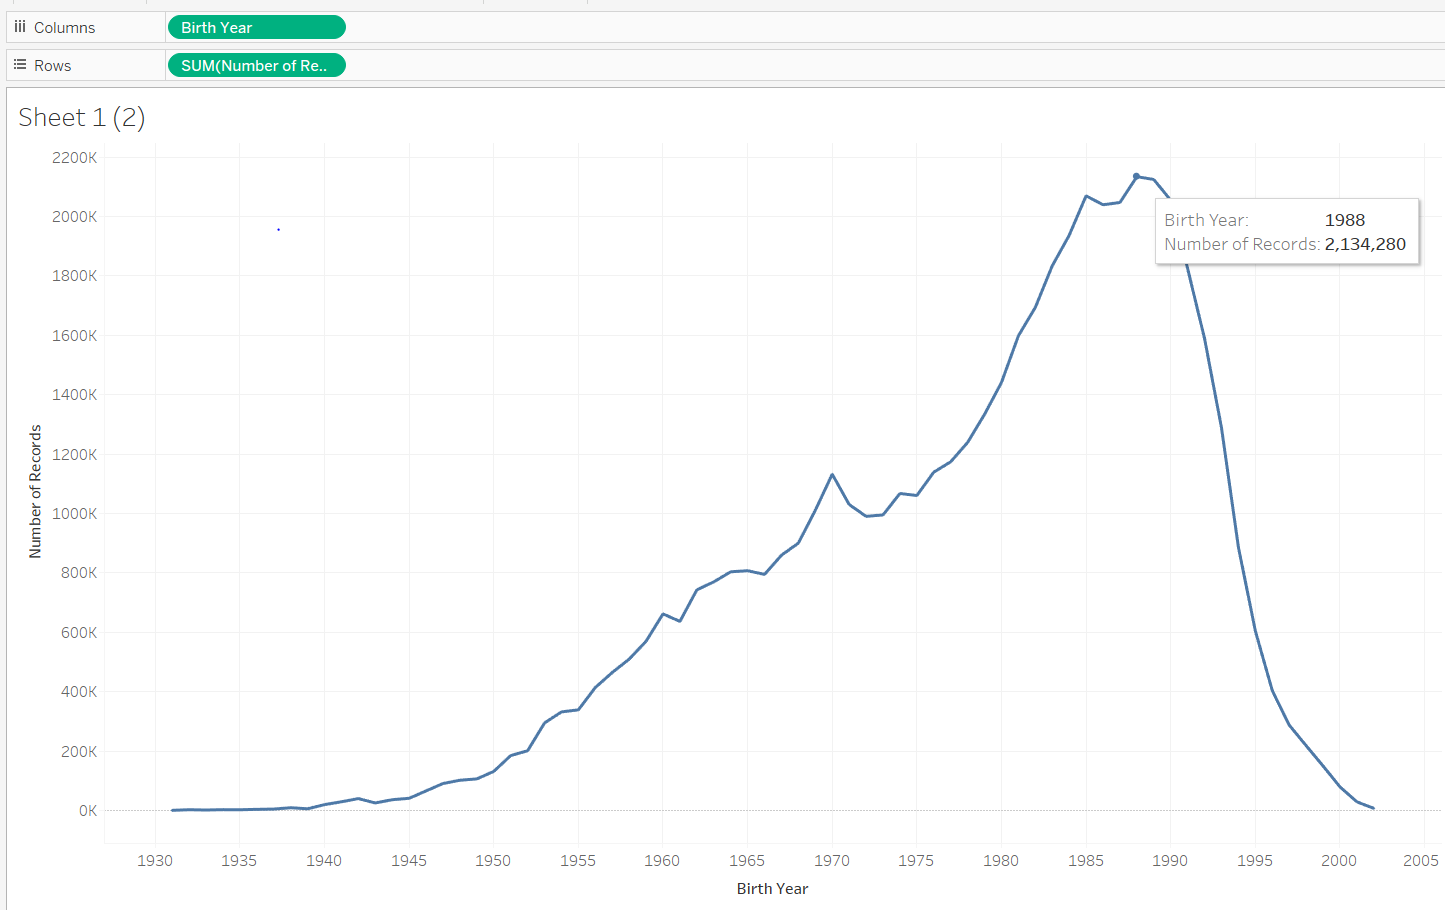 Columns
Birth Year
Rows
SUM(Number of Re..
Sheet 1 (2)
2200K
2000K
1800K
1600K
1400K
1200K
1000K
800K
600K
400K
200K
0K
Number of Records
Birth Year: 1988
Number of Records: 2,134,280
1930 1935 1940 1945 1950 1955 1960 1965 1970 1975 1980 1985 1990 1995 2000 2005
Birth Year